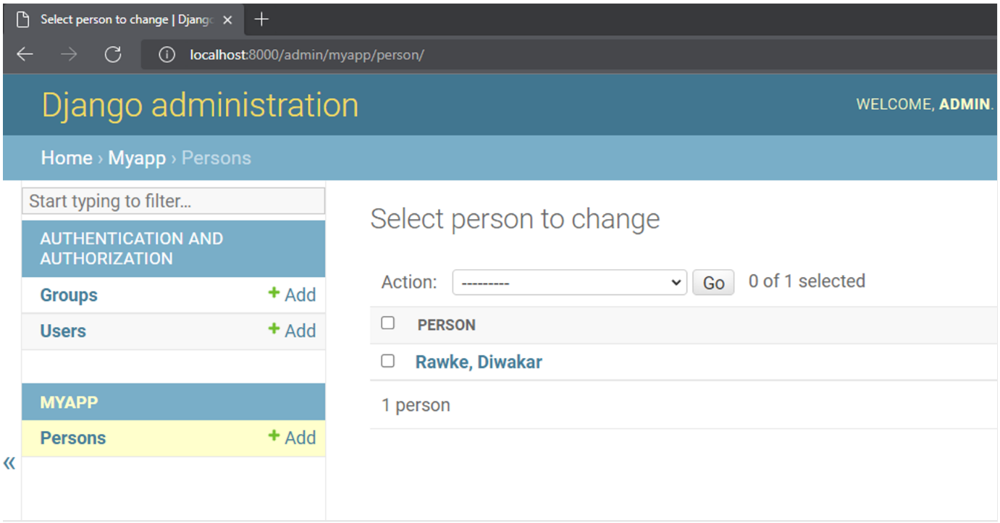 Select person to change | Django
localhost:8000/admin/myapp/person/
Django administration
WELCOME, ADMIN.
Home › Myapp › Persons
Start typing to filter...
AUTHENTICATION AND
AUTHORIZATION
Groups + Add
Users + Add
MYAPP
Persons + Add
«
Select person to change
Action: --------- Go 0 of 1 selected
PERSON
Rawke, Diwakar
1 person